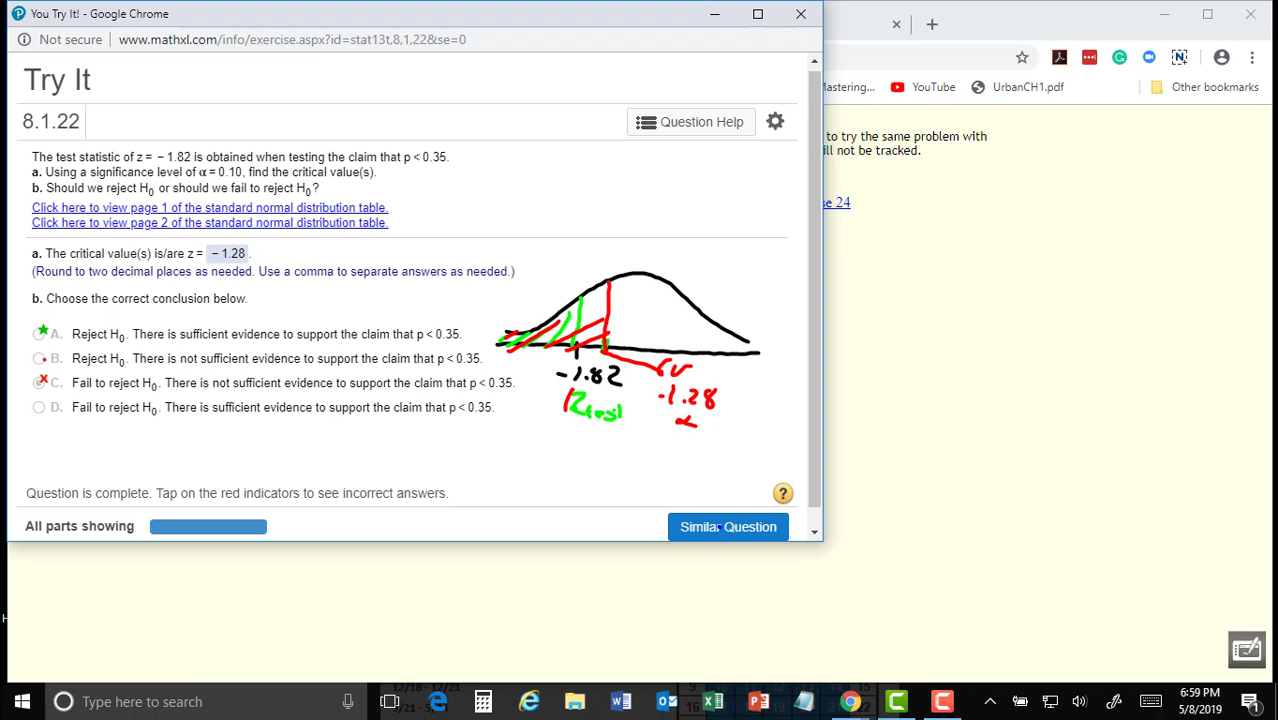 You Try It! - Google Chrome
Not secure www.mathxl.com/info/exercise.aspx?id=stat13t,8,1,22&se=0
Mastering... YouTube UrbanCH1.pdf Other bookmarks
Try It
8.1.22 Question Help
to try the same problem with
ill not be tracked.
se 24
The test statistic of z = − 1.82 is obtained when testing the claim that p < 0.35.
a. Using a significance level of α = 0.10, find the critical value(s).
b. Should we reject H0 or should we fail to reject H0?
Click here to view page 1 of the standard normal distribution table.
Click here to view page 2 of the standard normal distribution table.
a. The critical value(s) is/are z = − 1.28 .
(Round to two decimal places as needed. Use a comma to separate answers as needed.)
b. Choose the correct conclusion below.
A. Reject H0. There is sufficient evidence to support the claim that p < 0.35.
B. Reject H0. There is not sufficient evidence to support the claim that p < 0.35.
C. Fail to reject H0. There is not sufficient evidence to support the claim that p < 0.35.
D. Fail to reject H0. There is sufficient evidence to support the claim that p < 0.35.
-1.82
CV
-1.28
α
Question is complete. Tap on the red indicators to see incorrect answers.
?
All parts showing Similar Question
12/18 - 12/21
Type here to search
6:59 PM
5/8/2019